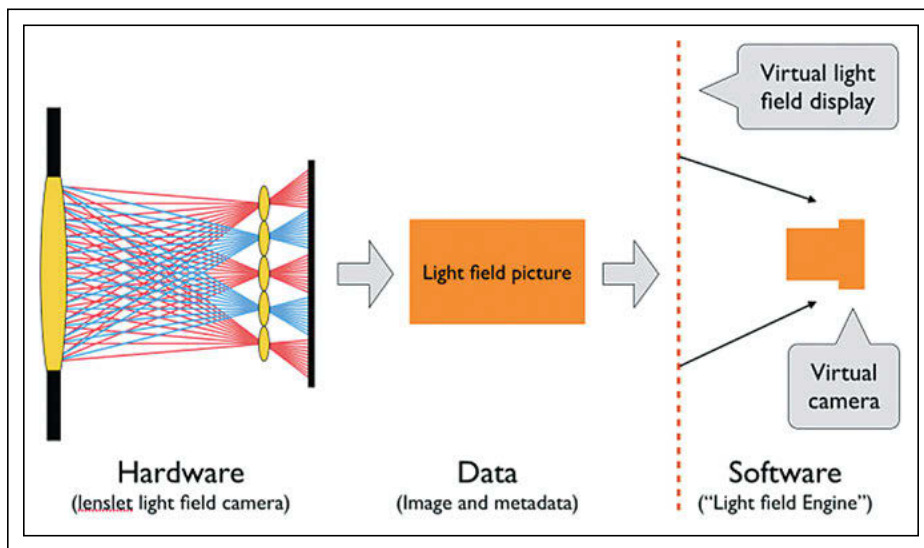 Virtual light
field display
Light field picture
Virtual
camera
Hardware
(lenslet light field camera)
Data
(Image and metadata)
Software
(“Light field Engine”)